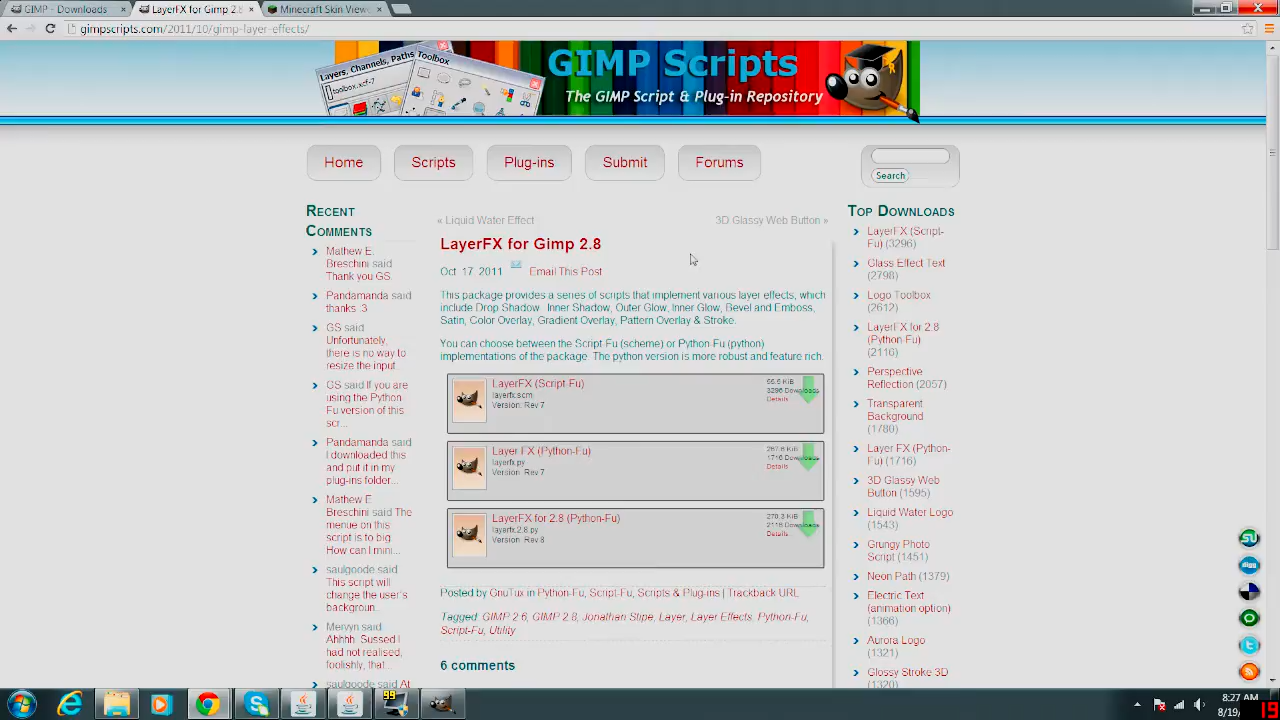 GIMP - Downloads
LayerFX for Gimp 2.8
Minecraft Skin View
gimpscripts.com/2011/10/gimp-layer-effects/
Layers, Channels, Paths
Toolbox
GIMP Scripts
The GIMP Script & Plug-in Repository
Home
Scripts
Plug-ins
Submit
Forums
Search
Recent
Comments
Mathew E.
Breschini said
Thank you GS.
Pandamanda said
thanks :3
GS said
Unfortunately,
there is no way to
resize the input...
GS said If you are
using the Python
Fu version of this
scr...
Pandamanda said
I downloaded this
and put it in my
plug-ins folder...
Mathew E.
Breschini said
The menue on this
script is to big.
How can I mini...
saulgoode said
This script will
change the user's
backgroun...
Mervyn said
Ahhhh. Sussed I
had not realised,
foolishly, that...
saulgoode said At
« Liquid Water Effect
3D Glassy Web Button »
LayerFX for Gimp 2.8
Oct 17 2011
Email This Post
This package provides a series of scripts that implement various layer effects, which
include Drop Shadow Inner Shadow, Outer Glow, Inner Glow, Bevel and Emboss,
Satin, Color Overlay, Gradient Overlay, Pattern Overlay & Stroke.
You can choose between the Script-Fu (scheme) or Python-Fu (python)
implementations of the package. The python version is more robust and feature rich.
LayerFX (Script-Fu)
layerfx.scm
Version: Rev 7
3296 Downloads
Details
Layer FX (Python-Fu)
layerfx.py
Version: Rev 7
1716 Downloads
Details
LayerFX for 2.8 (Python-Fu)
layerfx.2.8.py
Version: Rev 8
270.3 KiB
Downloads
Details
Posted by GnuTux in Python-Fu, Script-Fu, Scripts & Plug-ins | Trackback URL
Tagged: GIMP 2.6, GIMP 2.8, Jonathan Stipe, Layer, Layer Effects, Python-Fu,
Script-Fu, Utility
6 comments
Top Downloads
LayerFX (Script-
Fu) (3296)
Glass Effect Text
(2798)
Logo Toolbox
(2612)
LayerFX for 2.8
(Python-Fu)
(2110)
Perspective
Reflection (2057)
Transparent
Background
(1780)
Layer FX (Python-
Fu) (1716)
3D Glassy Web
Button (1595)
Liquid Water Logo
(1543)
Grungy Photo
Script (1451)
Neon Path (1379)
Electric Text
(animation option)
(1366)
Aurora Logo
(1321)
Glossy Stroke 3D
(1320)
digg
99
8:27 AM
8/19/
19